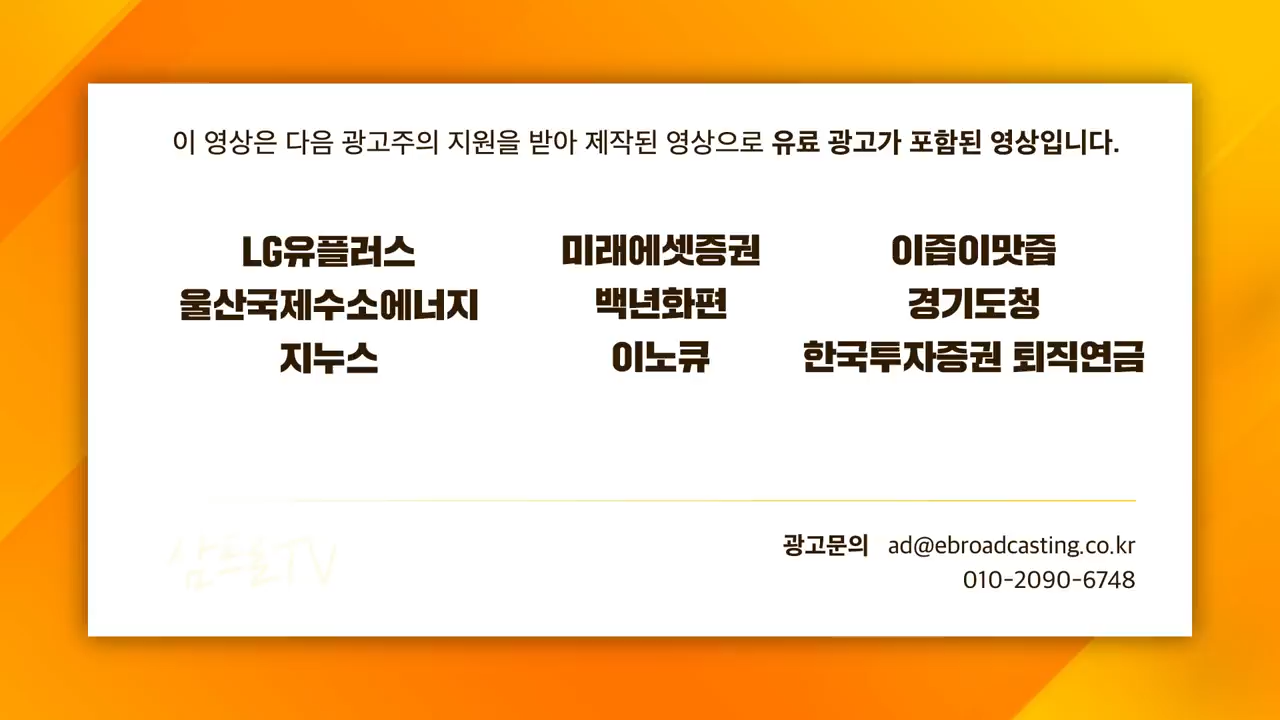 이 영상은 다음 광고주의 지원을 받아 제작된 영상으로 유료 광고가 포함된 영상입니다.
LG유플러스 미래에셋증권 이즙이맛즙
울산국제수소에너지 백년화편 경기도청
지누스 이노큐 한국투자증권 퇴직연금
삼프로TV
광고문의 ad@ebroadcasting.co.kr
010-2090-6748